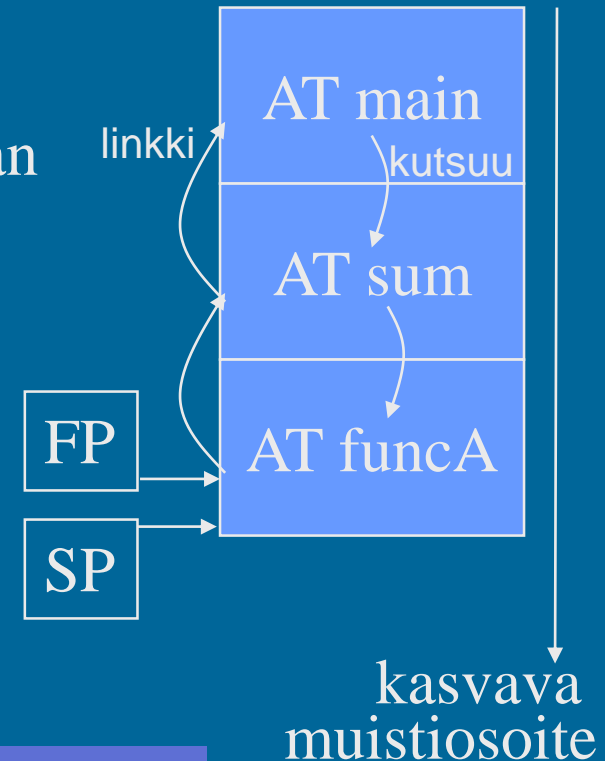 AT main
linkki
kutsuu
AT sum
AT funcA
FP
SP
kasvava
muistiosoite